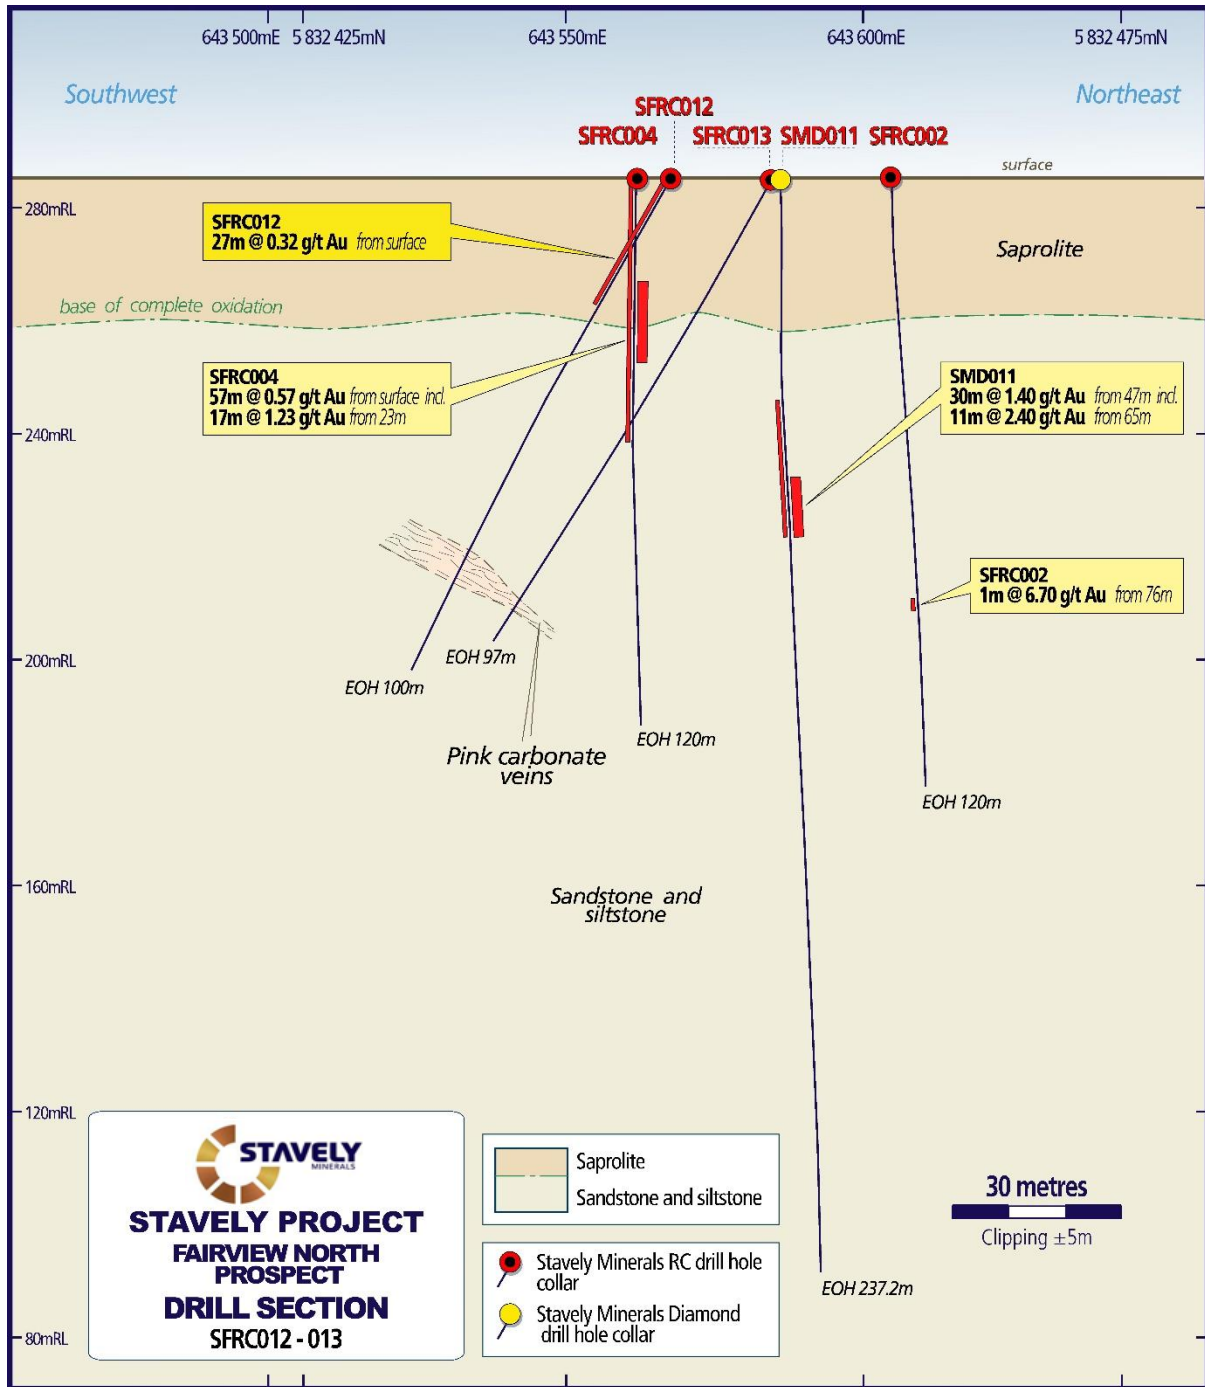 643 500mE 5 832 425mN 643 550mE 643 600mE 5 832 475mN
Southwest
Northeast
SFRC012
SFRC004 SFRC013 SMD011 SFRC002
surface
280mRL
SFRC012
27m @ 0.32 g/t Au from surface
Saprolite
base of complete oxidation
SFRC004
57m @ 0.57 g/t Au from surface incl.
17m @ 1.23 g/t Au from 23m
SMD011
30m @ 1.40 g/t Au from 47m incl.
11m @ 2.40 g/t Au from 65m
240mRL
SFRC002
1m @ 6.70 g/t Au from 76m
200mRL
EOH 97m
EOH 100m
EOH 120m
Pink carbonate
veins
EOH 120m
160mRL
Sandstone and
siltstone
120mRL
STAVELY
MINERALS
STAVELY PROJECT
FAIRVIEW NORTH
PROSPECT
DRILL SECTION
SFRC012 - 013
Saprolite
Sandstone and siltstone
Stavely Minerals RC drill hole
collar
Stavely Minerals Diamond
drill hole collar
30 metres
Clipping ±5m
EOH 237.2m
80mRL